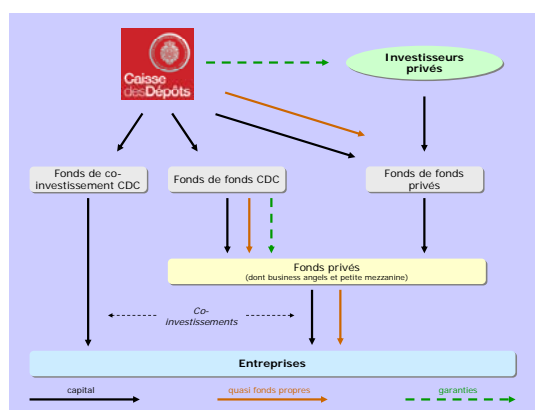 Caisse
desDépôts
Investisseurs
privés
Fonds de co-
investissement CDC
Fonds de fonds CDC
Fonds de fonds
privés
Fonds privés
(dont business angels et petite mezzanine)
Co-
investissements
Entreprises
capital
quasi fonds propres
garanties